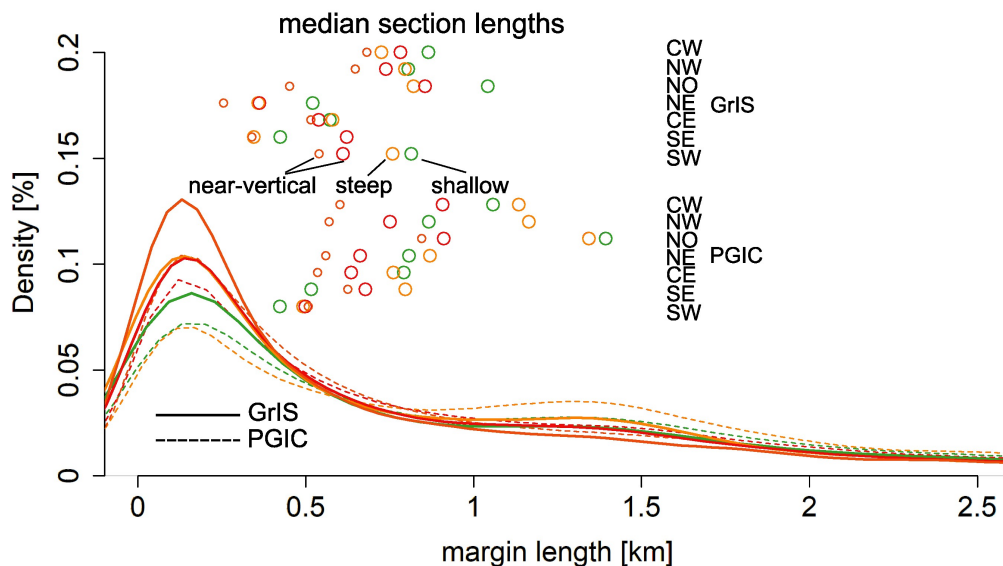 median section lengths
0.2
0.15
0.1
0.05
0
Density [%]
CW
NW
NO
NE
CE
SE
SW
GrIS
near-vertical
steep
shallow
CW
NW
NO
NE
CE
SE
SW
PGIC
GrIS
PGIC
0
0.5
1
1.5
2
2.5
margin length [km]